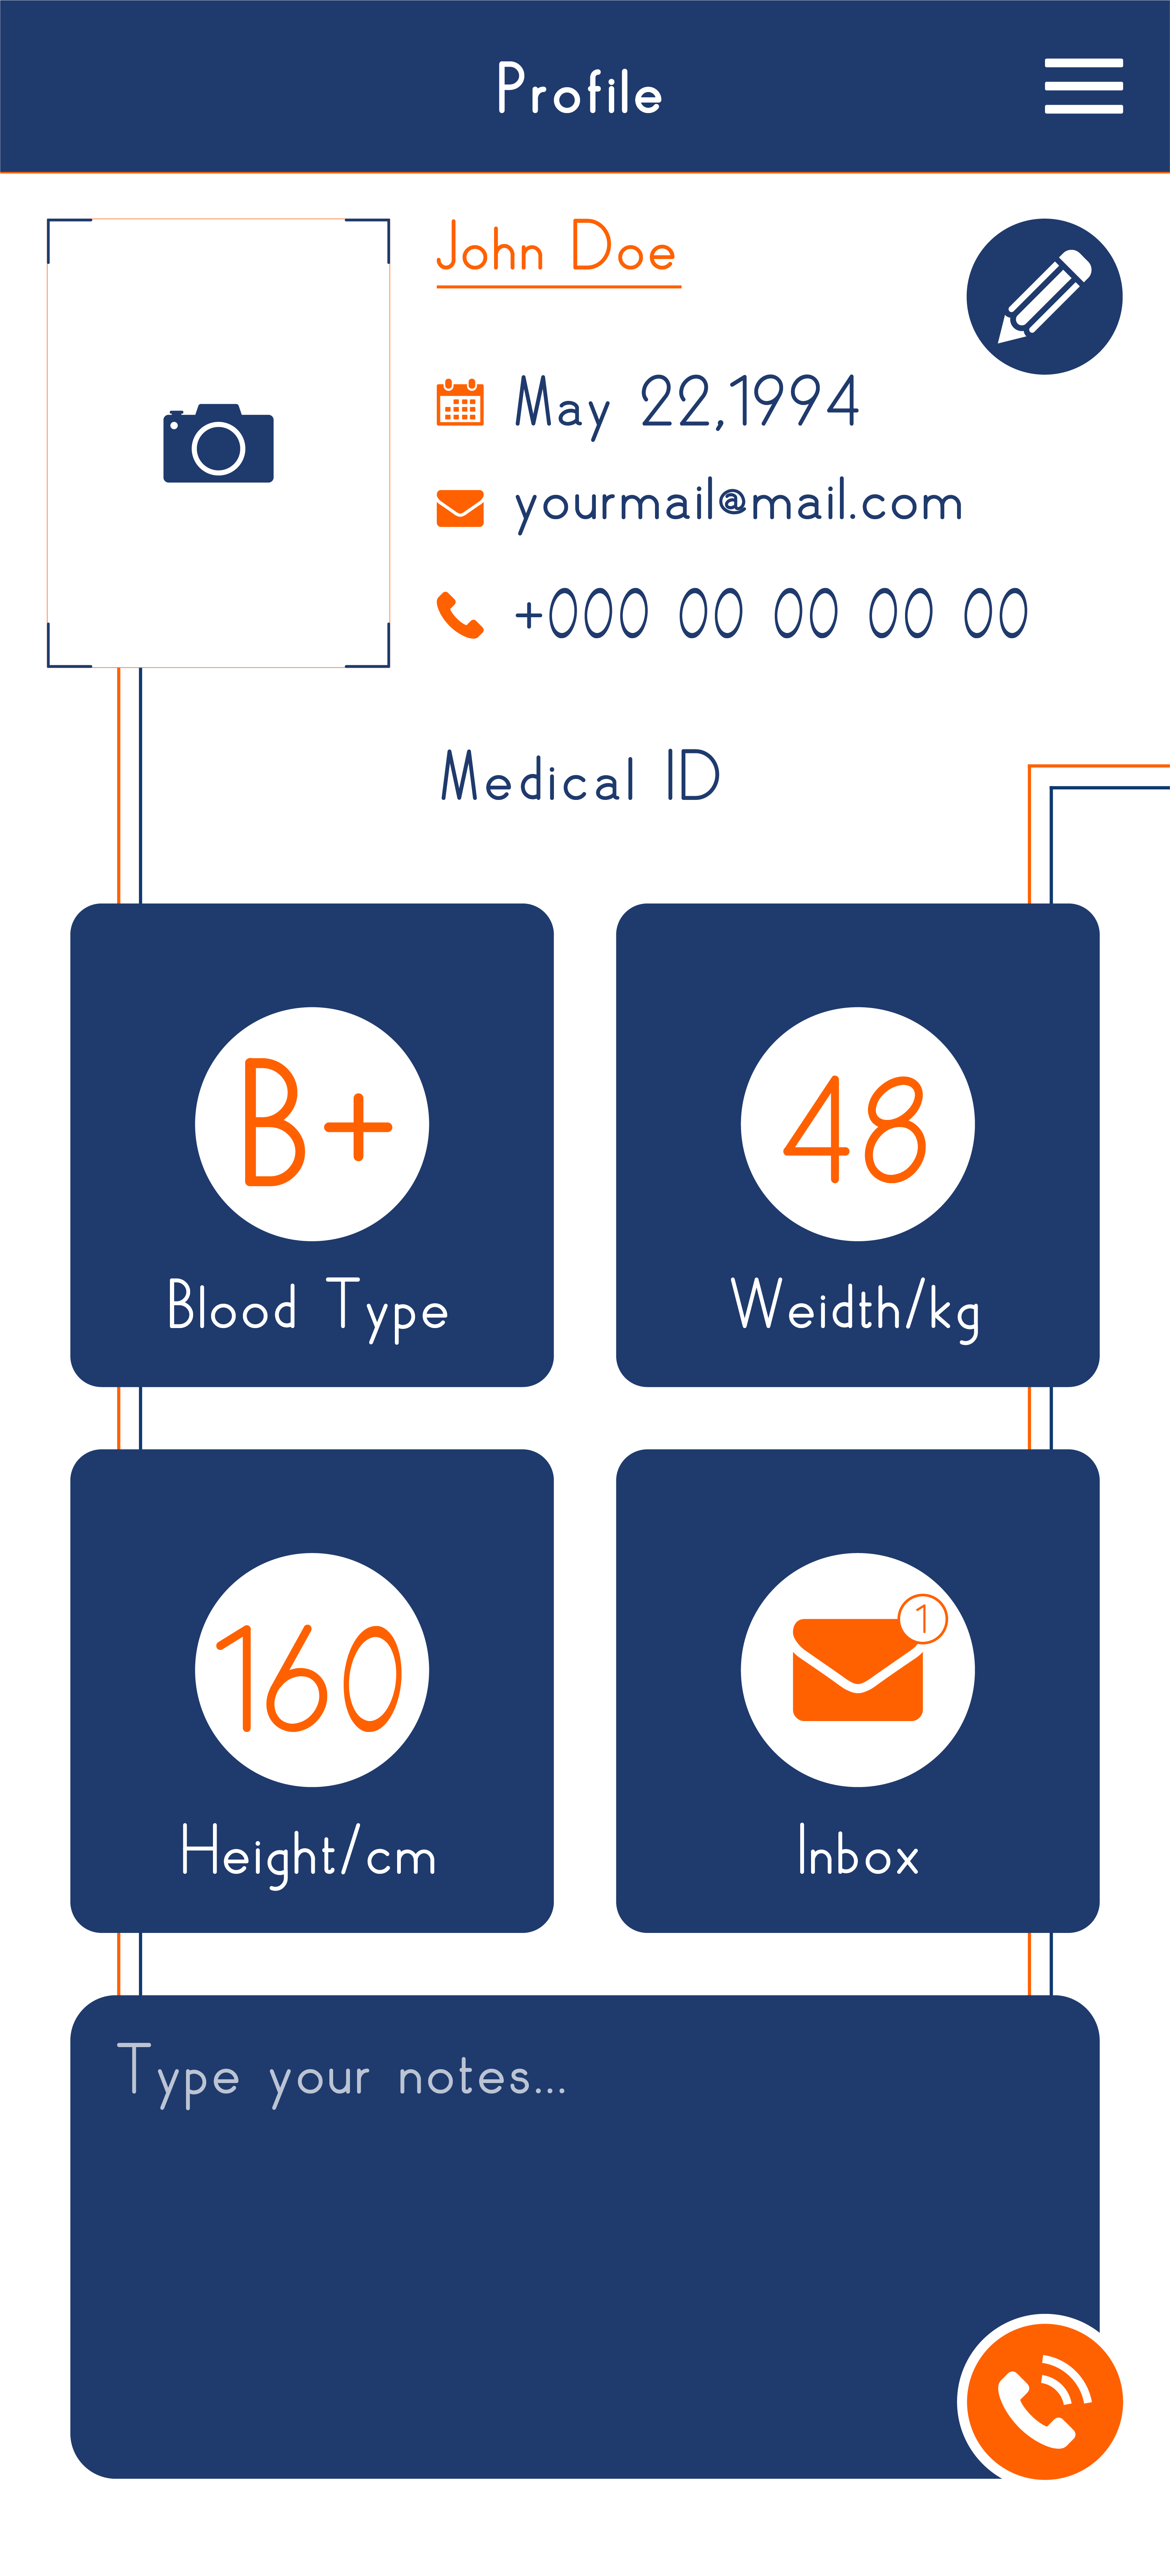 Profile
John Doe
May 22,1994
yourmail@mail.com
+000 00 00 00 00
Medical ID
B+
Blood Type
48
Weidth/kg
160
Height/cm
1
Inbox
Type your notes...